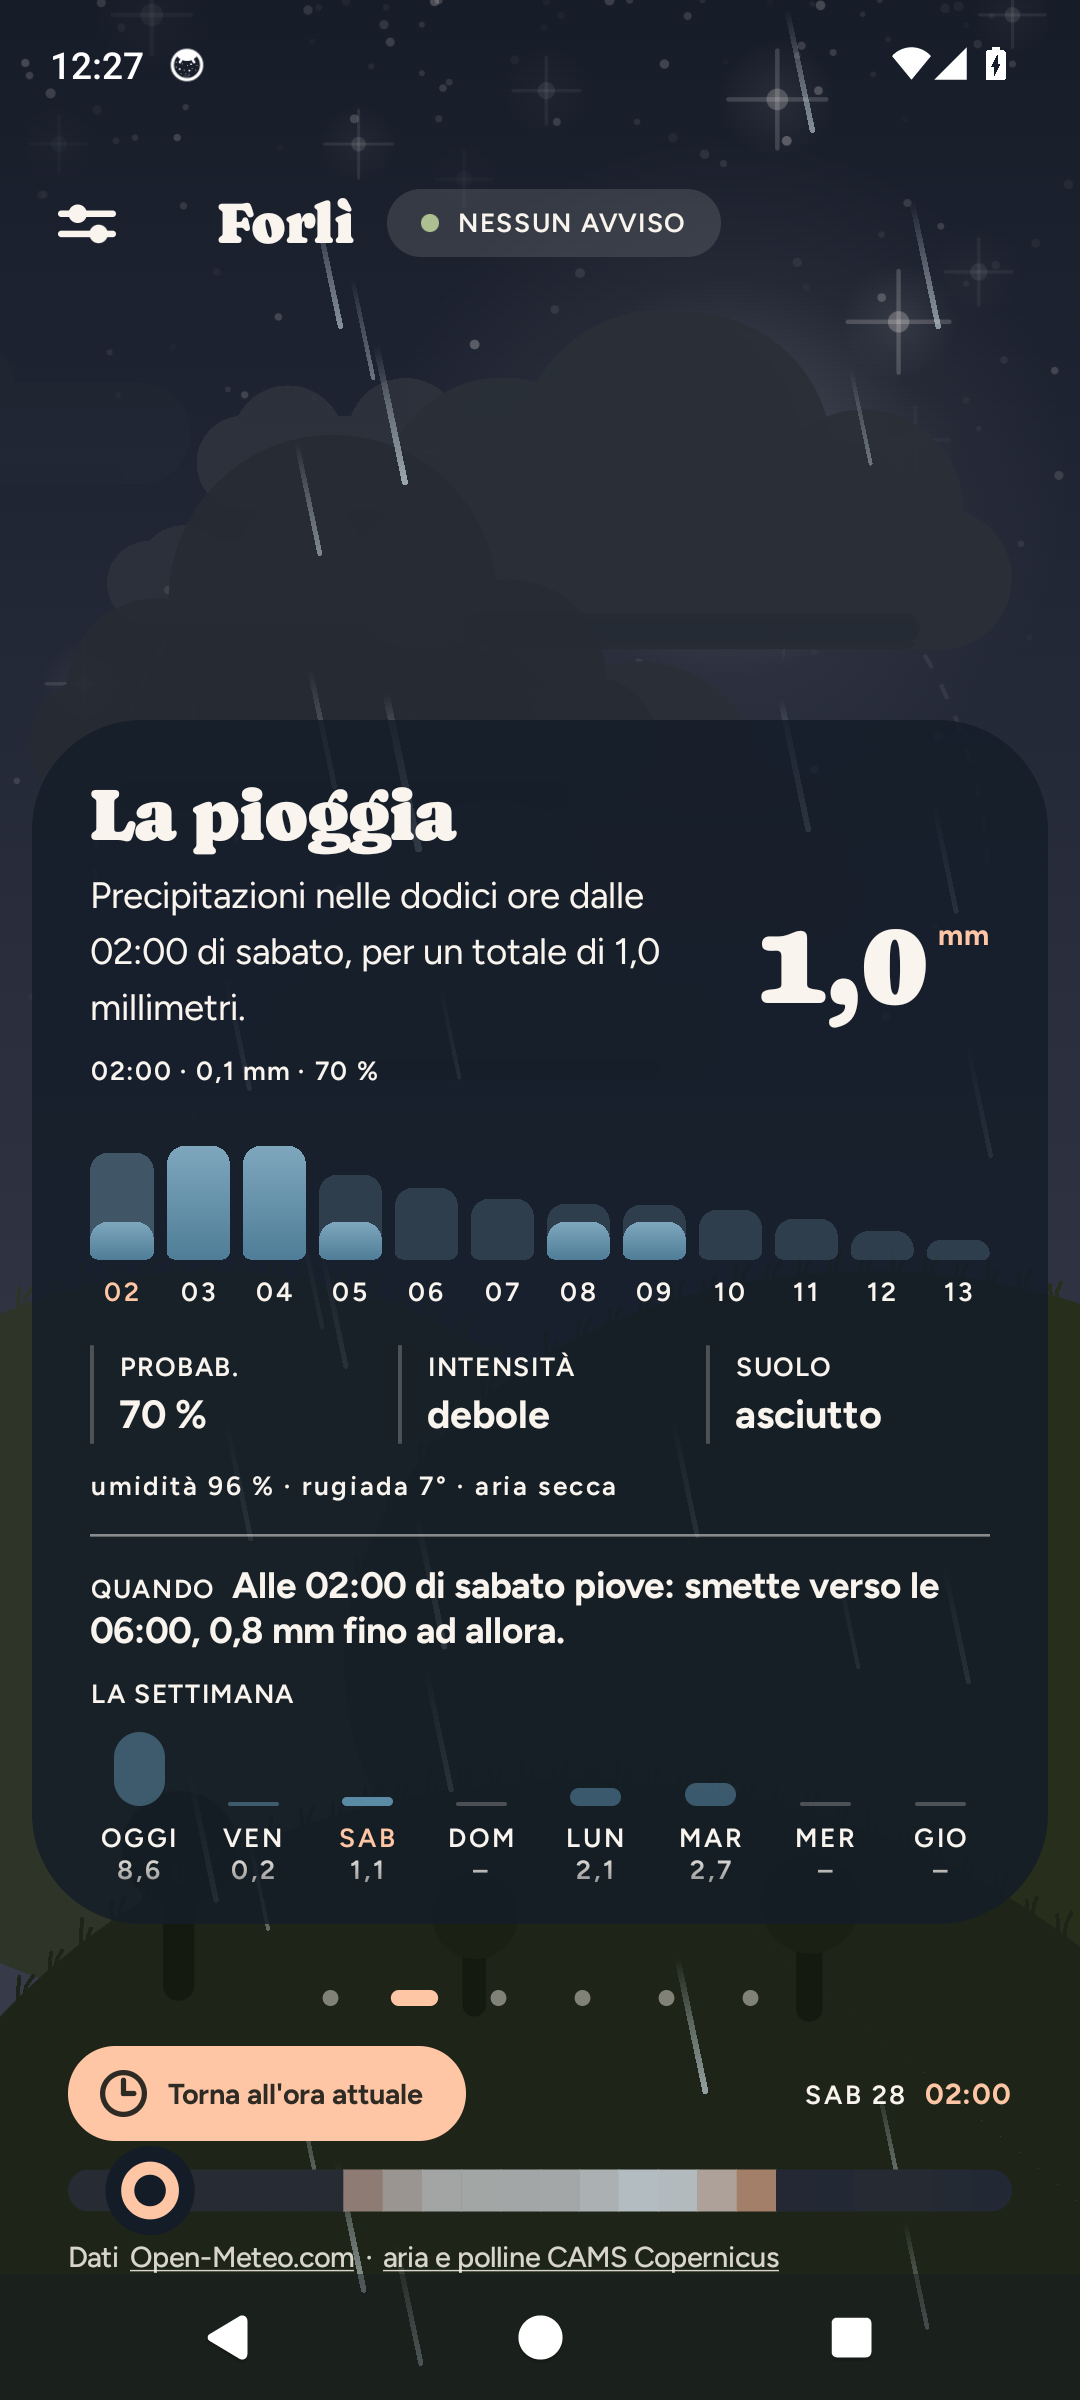 12:27
Forlì
NESSUN AVVISO
La pioggia
Precipitazioni nelle dodici ore dalle
02:00 di sabato, per un totale di 1,0
millimetri.
1,0 mm
02:00 · 0,1 mm · 70 %
02 03 04 05 06 07 08 09 10 11 12 13
PROBAB. INTENSITÀ SUOLO
70 % debole asciutto
umidità 96 % · rugiada 7° · aria secca
QUANDO Alle 02:00 di sabato piove: smette verso le
06:00, 0,8 mm fino ad allora.
LA SETTIMANA
OGGI VEN SAB DOM LUN MAR MER GIO
8,6 0,2 1,1 – 2,1 2,7 – –
Torna all'ora attuale
SAB 28 02:00
Dati Open-Meteo.com · aria e polline CAMS Copernicus